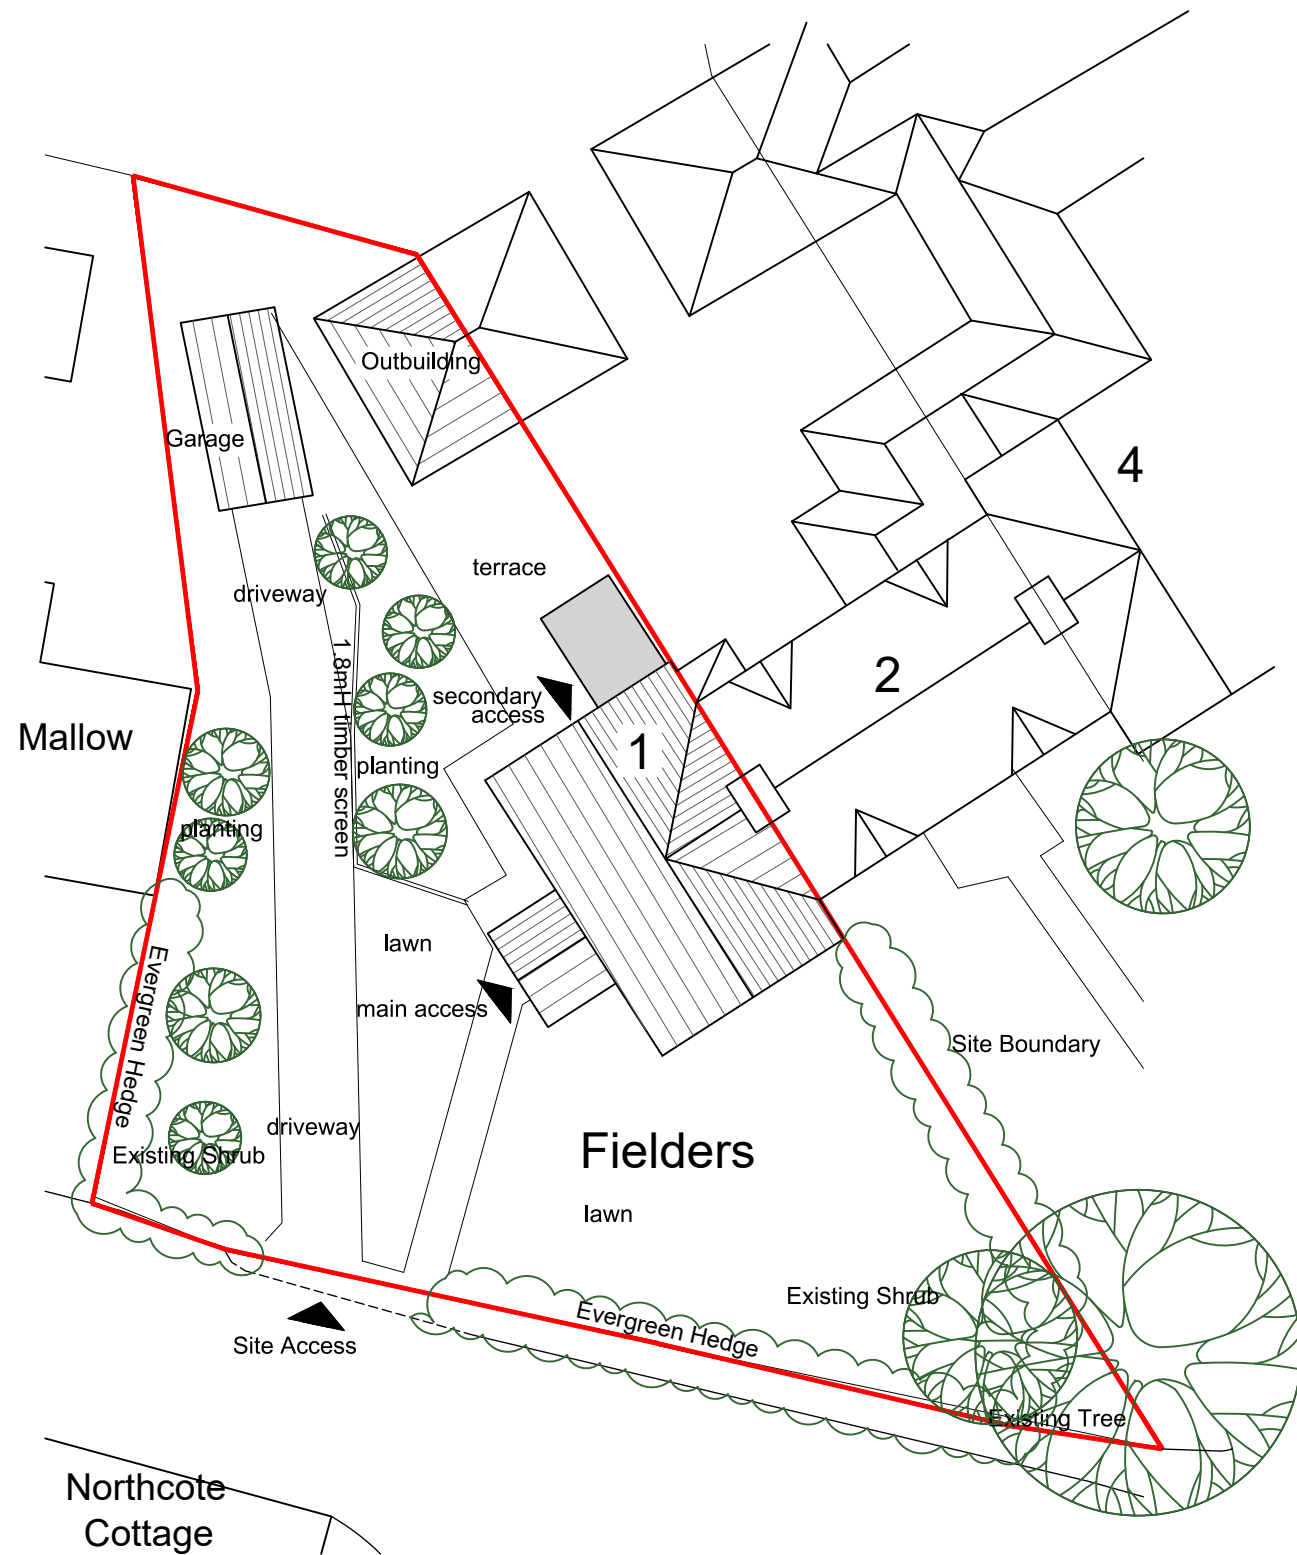 Outbuilding
Garage
4
terrace
driveway
1.8mH timber screen
2
secondary
access
Mallow
1
planting
planting
lawn
main access
Evergreen Hedge
Site Boundary
driveway
Existing Shrub
Fielders
lawn
Existing Shrub
Evergreen Hedge
Site Access
Existing Tree
Northcote
Cottage